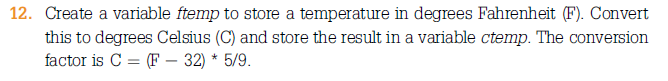 12. Create a variable ftemp to store a temperature in degrees Fahrenheit (F). Convert
this to degrees Celsius (C) and store the result in a variable ctemp. The conversion
factor is C = (F – 32) * 5/9.